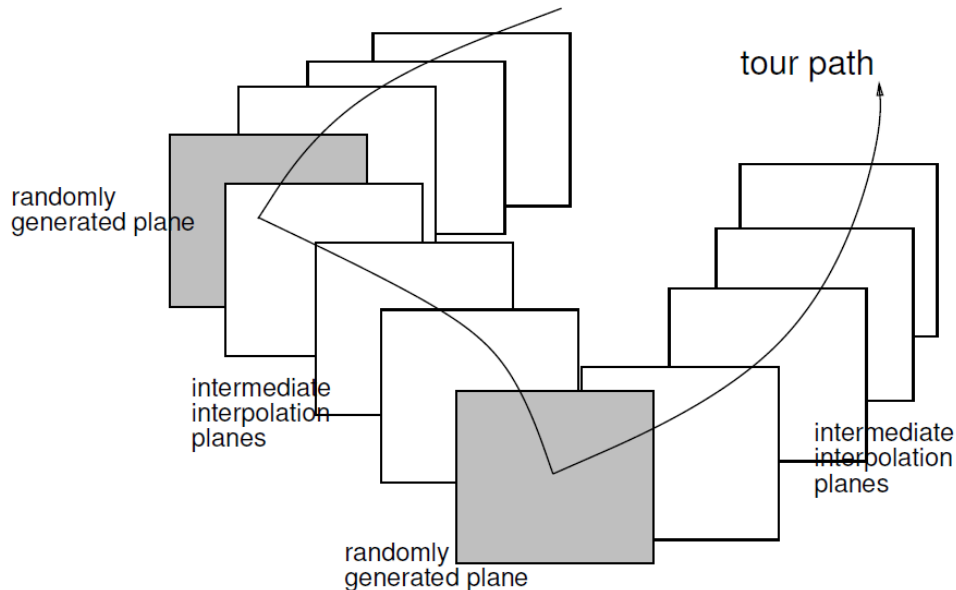 tour path
randomly
generated plane
intermediate
interpolation
planes
intermediate
interpolation
planes
randomly
generated plane